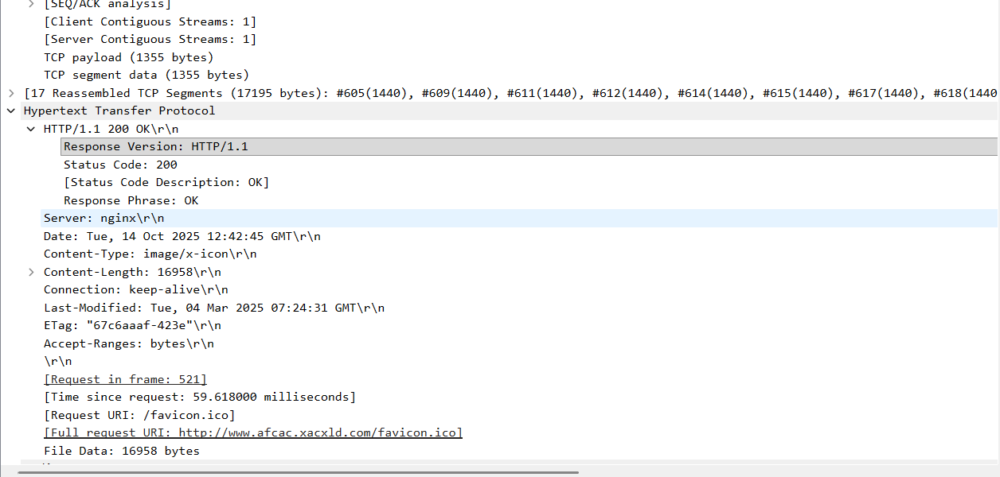 [SEQ/ACK analysis]
[Client Contiguous Streams: 1]
[Server Contiguous Streams: 1]
TCP payload (1355 bytes)
TCP segment data (1355 bytes)
[17 Reassembled TCP Segments (17195 bytes): #605(1440), #609(1440), #611(1440), #612(1440), #614(1440), #615(1440), #617(1440), #618(1440
Hypertext Transfer Protocol
HTTP/1.1 200 OK\r\n
Response Version: HTTP/1.1
Status Code: 200
[Status Code Description: OK]
Response Phrase: OK
Server: nginx\r\n
Date: Tue, 14 Oct 2025 12:42:45 GMT\r\n
Content-Type: image/x-icon\r\n
Content-Length: 16958\r\n
Connection: keep-alive\r\n
Last-Modified: Tue, 04 Mar 2025 07:24:31 GMT\r\n
ETag: "67c6aaaf-423e"\r\n
Accept-Ranges: bytes\r\n
\r\n
[Request in frame: 521]
[Time since request: 59.618000 milliseconds]
[Request URI: /favicon.ico]
[Full request URI: http://www.afcac.xacxld.com/favicon.ico]
File Data: 16958 bytes